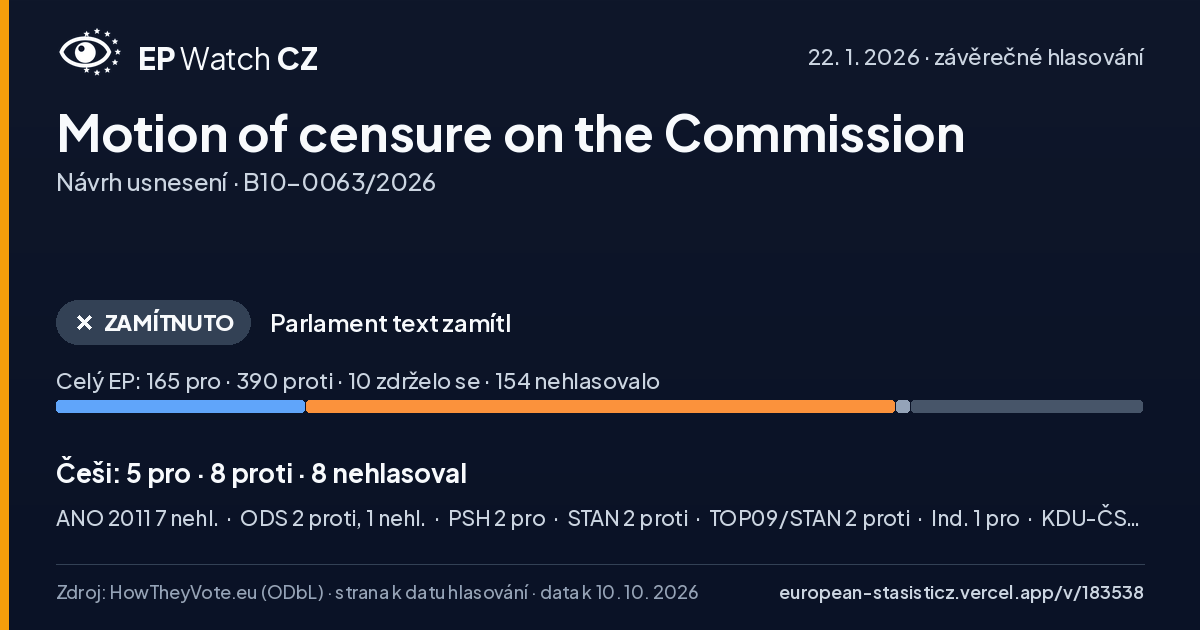 EP Watch CZ
22. 1. 2026 · závěrečné hlasování
Motion of censure on the Commission
Návrh usnesení · B10-0063/2026
✕ ZAMÍTNUTO Parlament text zamítl
Celý EP: 165 pro · 390 proti · 10 zdrželo se · 154 nehlasovalo
Češi: 5 pro · 8 proti · 8 nehlasoval
ANO 2011 7 nehl. · ODS 2 proti, 1 nehl. · PSH 2 pro · STAN 2 proti · TOP09/STAN 2 proti · Ind. 1 pro · KDU-ČS…
Zdroj: HowTheyVote.eu (ODbL) · strana k datu hlasování · data k 10. 10. 2026
european-stasisticz.vercel.app/v/183538